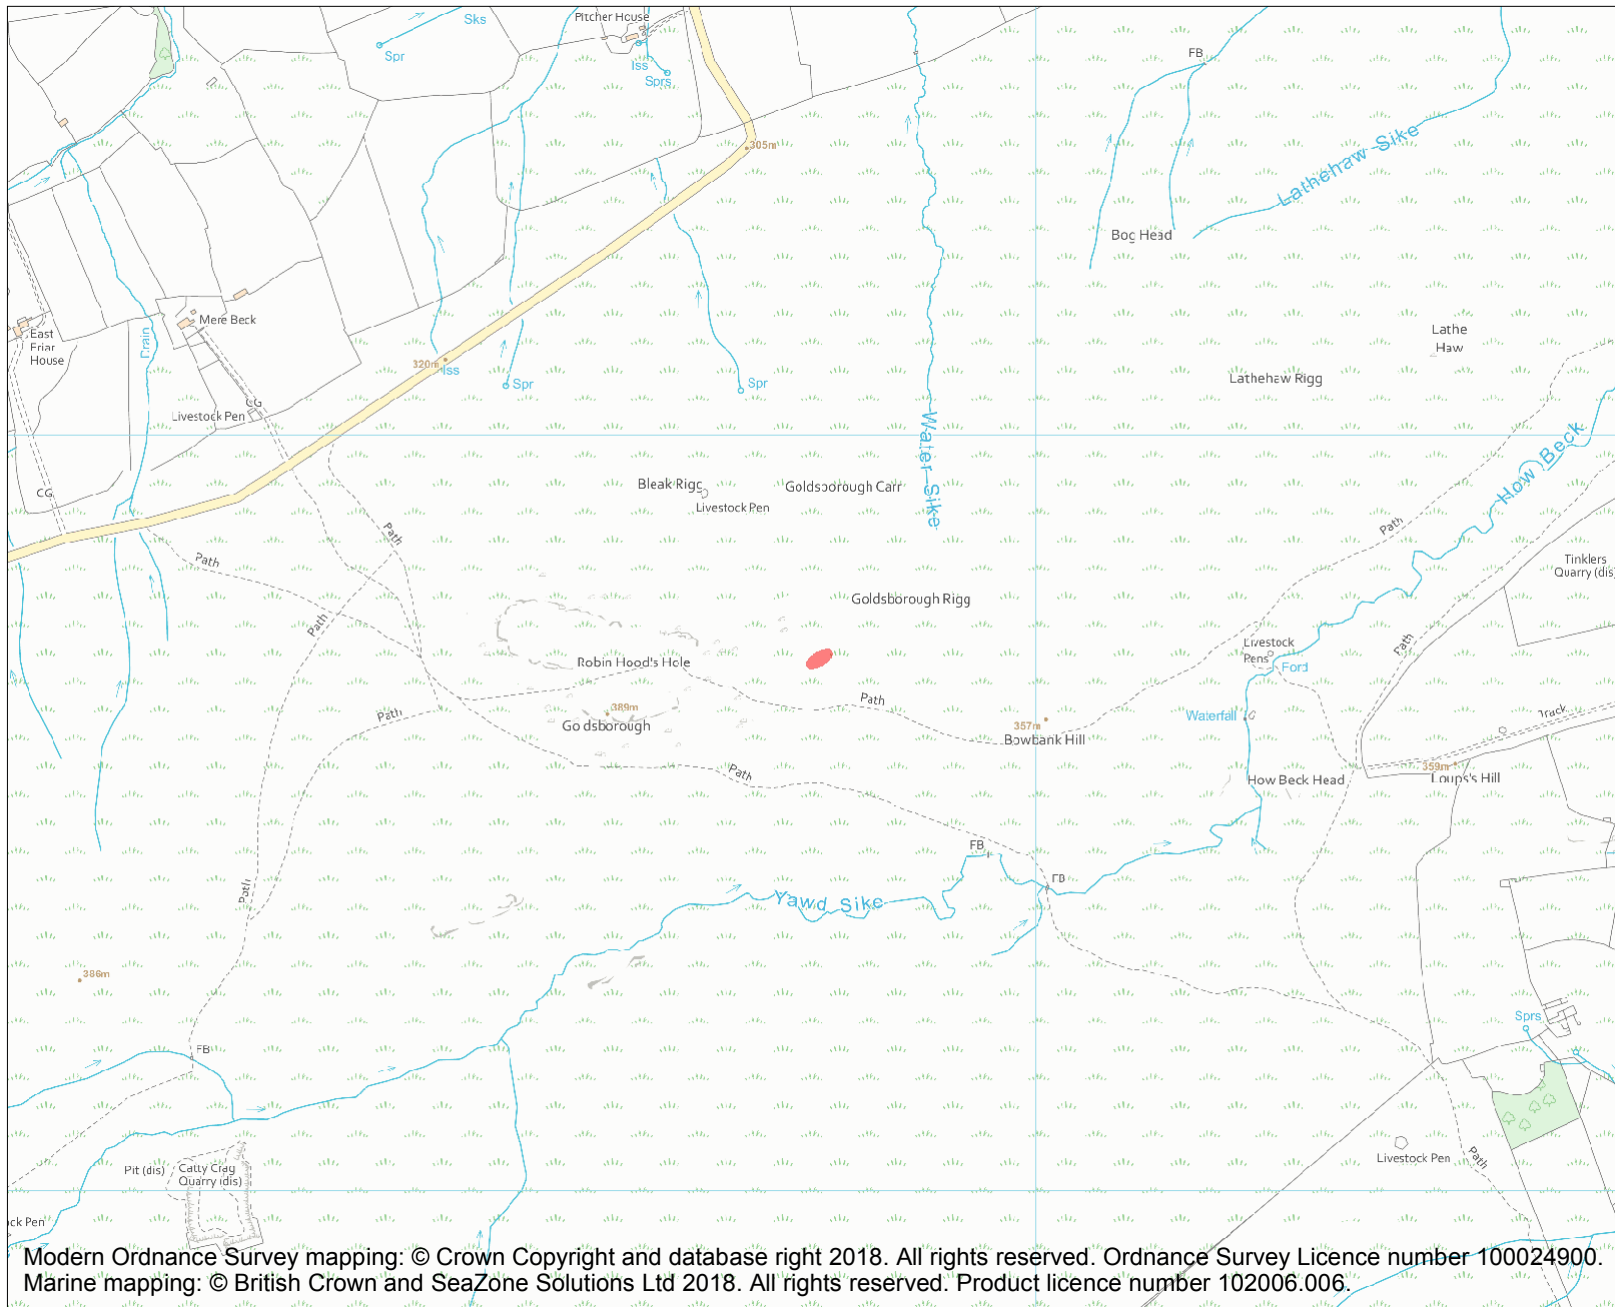 Pitcher House
Sks
Spr
Iss
Sprs
FB
305m
Lathehaw Sike
Bog Head
Mere Beck
East
Friar
House
Drain
Lathe
Haw
320m
Iss
Spr
Spr
Lathehaw Rigg
CG
Livestock Pen
Water Sike
How Beck
Bleak Rigg
Goldsborough Carr
CG
Livestock Pen
Path
Path
Path
Tinklers
Quarry (dis
Goldsborough Rigg
Path
Path
Livestock
Pens
Robin Hood's Hole
Ford
Path
389m
Path
Waterfall
Track
Goldsborough
357m
Bowbank Hill
Path
359m
Loups's Hill
How Beck Head
FB
FB
Path
Yawd Sike
386m
Sprs
FB
Pit (dis)
Catty Crag
Quarry (dis)
Livestock Pen
Path
ck Pen
Modern Ordnance Survey mapping: © Crown Copyright and database right 2018. All rights reserved. Ordnance Survey Licence number 100024900.
Marine mapping: © British Crown and SeaZone Solutions Ltd 2018. All rights reserved. Product licence number 102006.006.